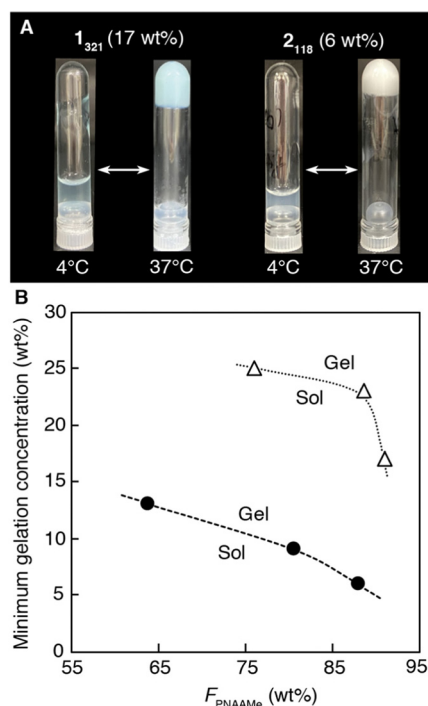 A
1₃₂₁ (17 wt%)
2₁₁₈ (6 wt%)
4°C
37°C
4°C
37°C
B
Minimum gelation concentration (wt%)
30
25
20
15
10
5
0
Gel
Sol
Gel
Sol
55
65
75
85
95
F_PNAAMe (wt%)